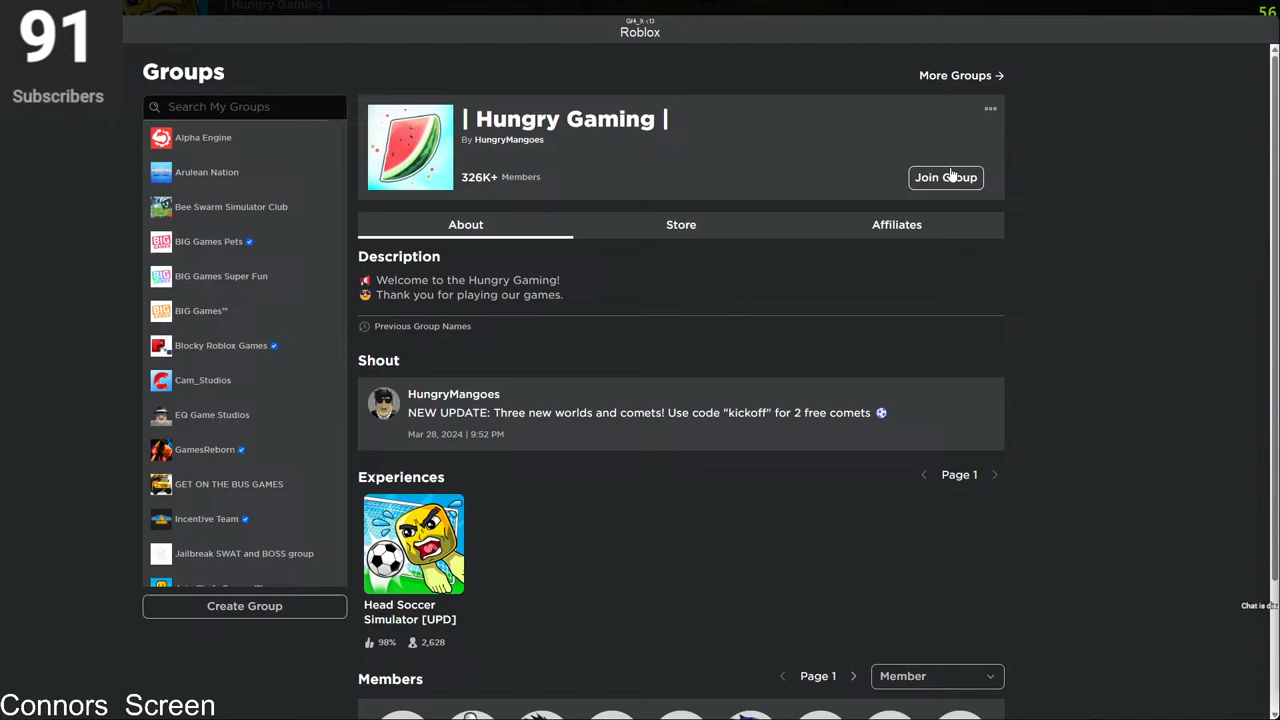 91
Subscribers
56
Roblox
Groups
More Groups →
Search My Groups
Alpha Engine
Arulean Nation
Bee Swarm Simulator Club
BIG Games Pets
BIG Games Super Fun
BIG Games™
Blocky Roblox Games
Cam_Studios
EQ Game Studios
GamesReborn
GET ON THE BUS GAMES
Incentive Team
Jailbreak SWAT and BOSS group
Create Group
| Hungry Gaming |
By HungryMangoes
326K+ Members
Join Group
About
Store
Affiliates
Description
Welcome to the Hungry Gaming!
Thank you for playing our games.
Previous Group Names
Shout
HungryMangoes
NEW UPDATE: Three new worlds and comets! Use code "kickoff" for 2 free comets
Mar 28, 2024 | 9:52 PM
Experiences
Page 1
Head Soccer
Simulator [UPD]
98% 2,628
Members
Page 1
Member
Chat is
Connors_Screen